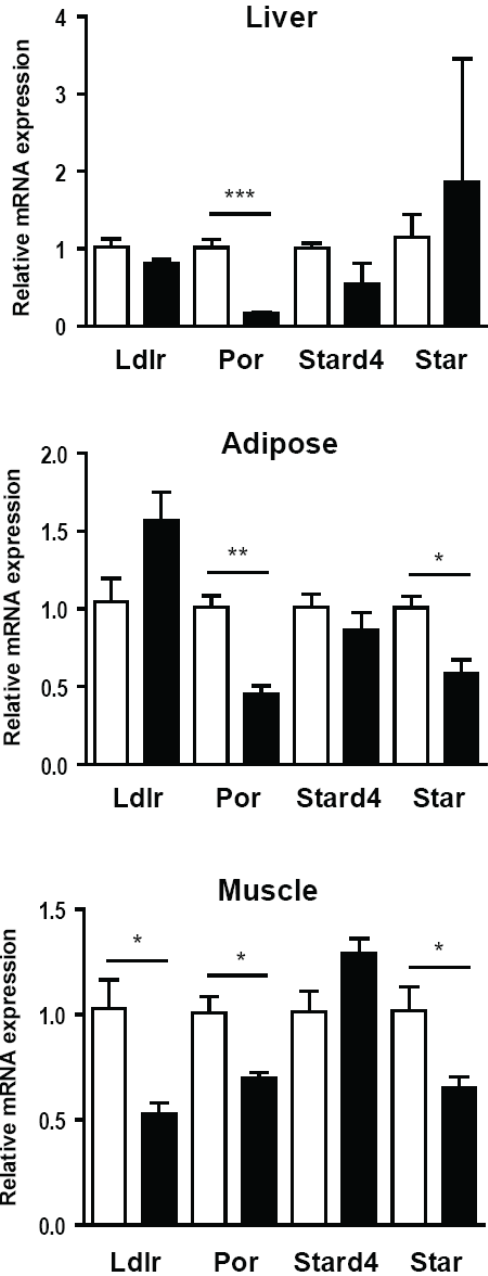 Liver
Relative mRNA expression
4
3
2
1
0
***
Ldlr Por Stard4 Star
Adipose
Relative mRNA expression
2.0
1.5
1.0
0.5
0.0
** *
Ldlr Por Stard4 Star
Muscle
Relative mRNA expression
1.5
1.0
0.5
0.0
* * *
Ldlr Por Stard4 Star